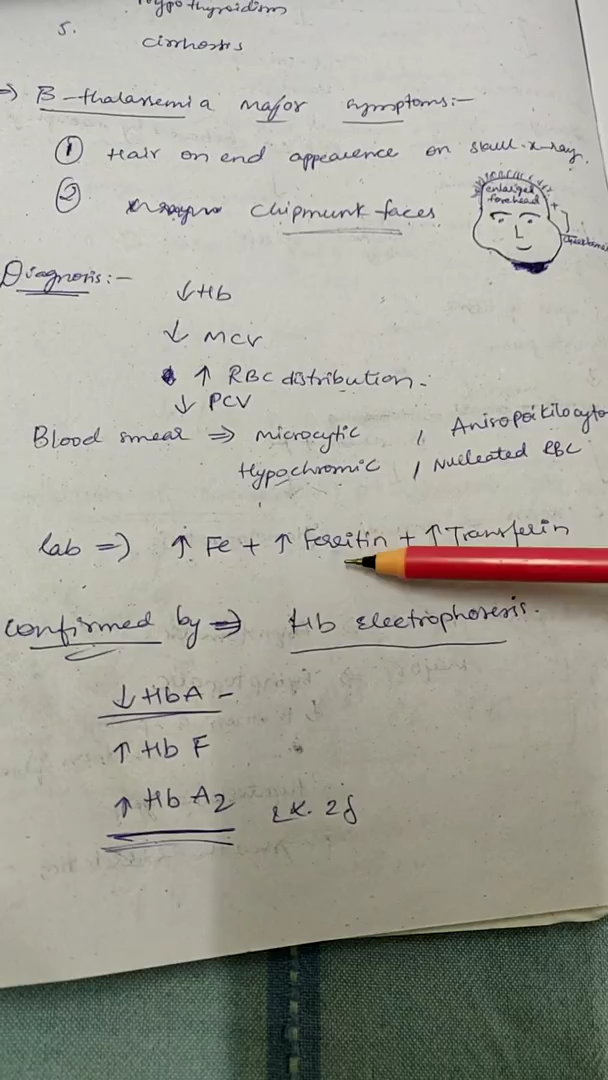 hypothyroidism
5.
cirrhosis
=> B-thalassemia major symptoms:-
① Hair on end appearence on skull-x-ray.
② chipmunk faces
enlarged forehead
+
Diagnosis:-
↓ Hb
↓ MCV
↑ RBC distribution.
↓ PCV
Blood smear => microcytic , Anisopoikilocyto
Hypochromic , Nucleated RBC
lab => ↑ Fe + ↑ Ferritin + ↑ Transferin
confirmed by => Hb electrophoresis.
↓ HbA -
↑ Hb F
↑ Hb A2